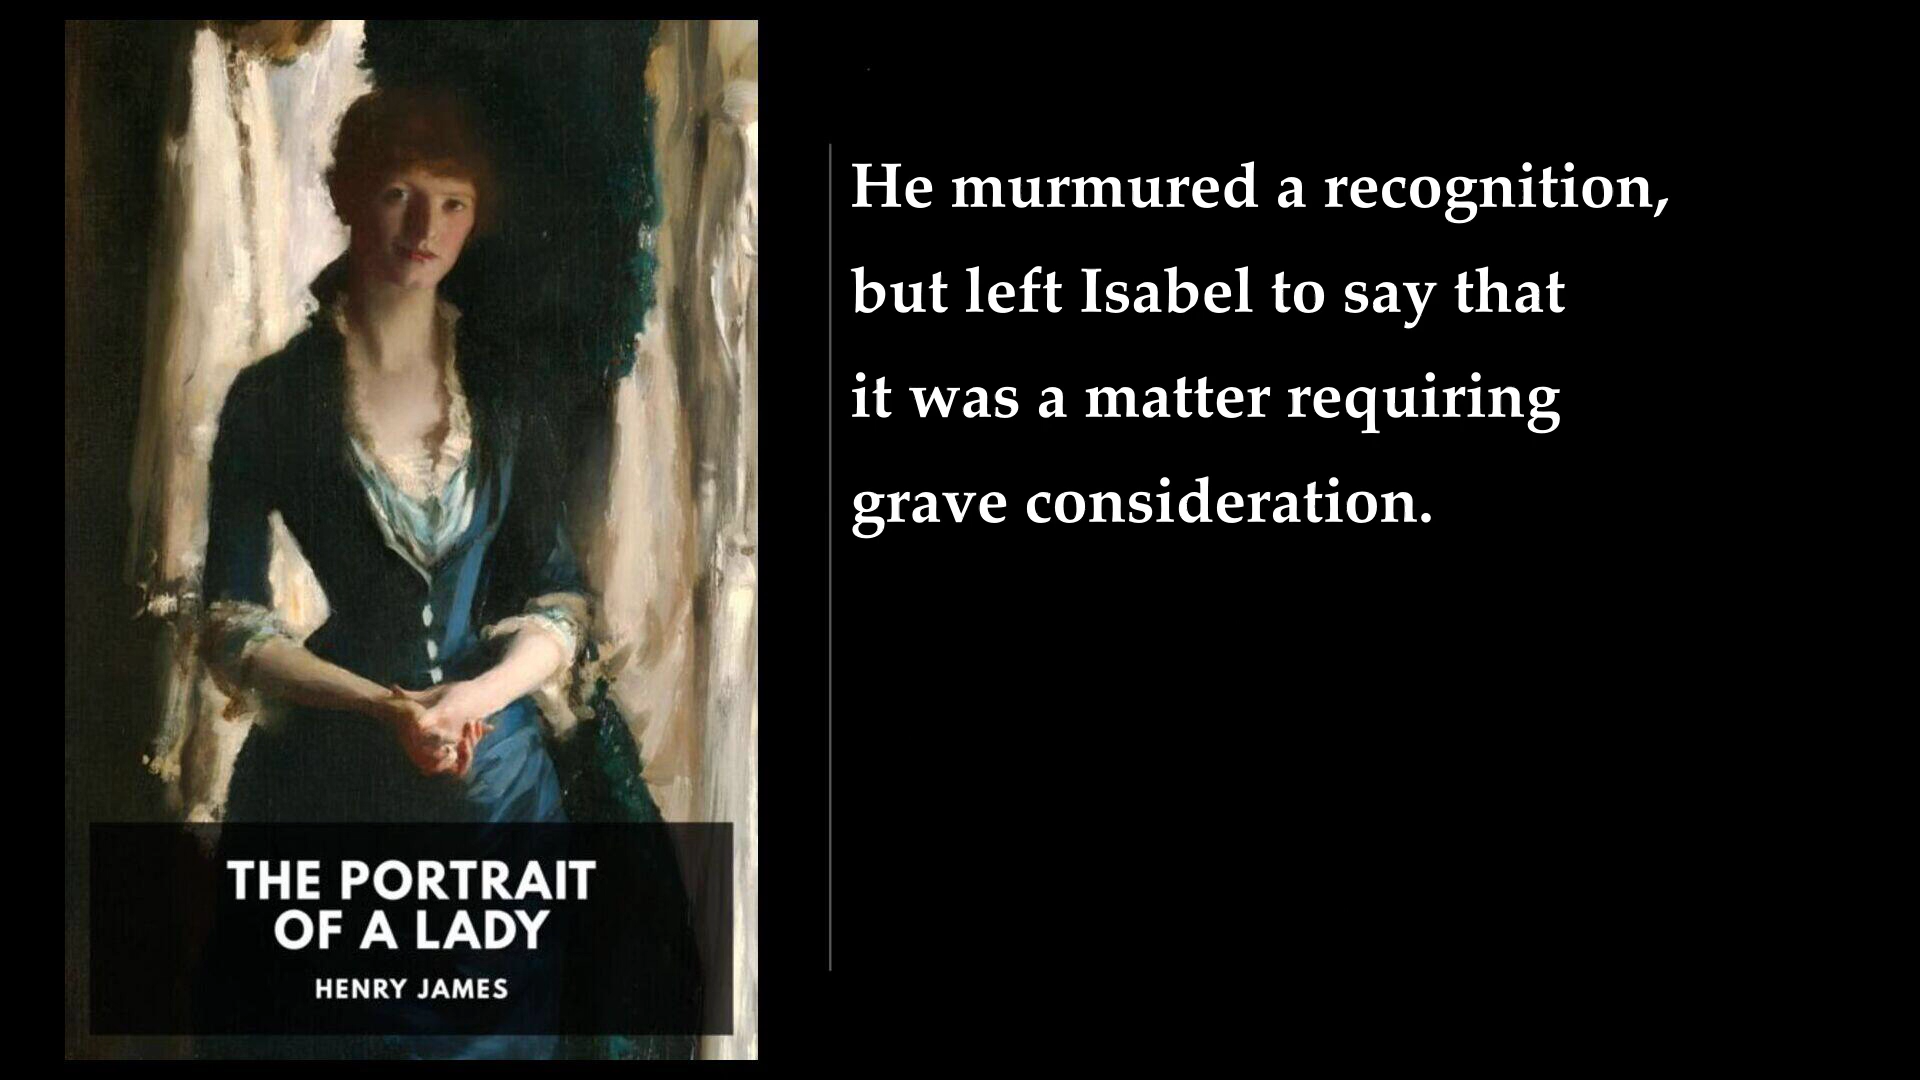 He murmured a recognition,
but left Isabel to say that
it was a matter requiring
grave consideration.
THE PORTRAIT
OF A LADY
HENRY JAMES